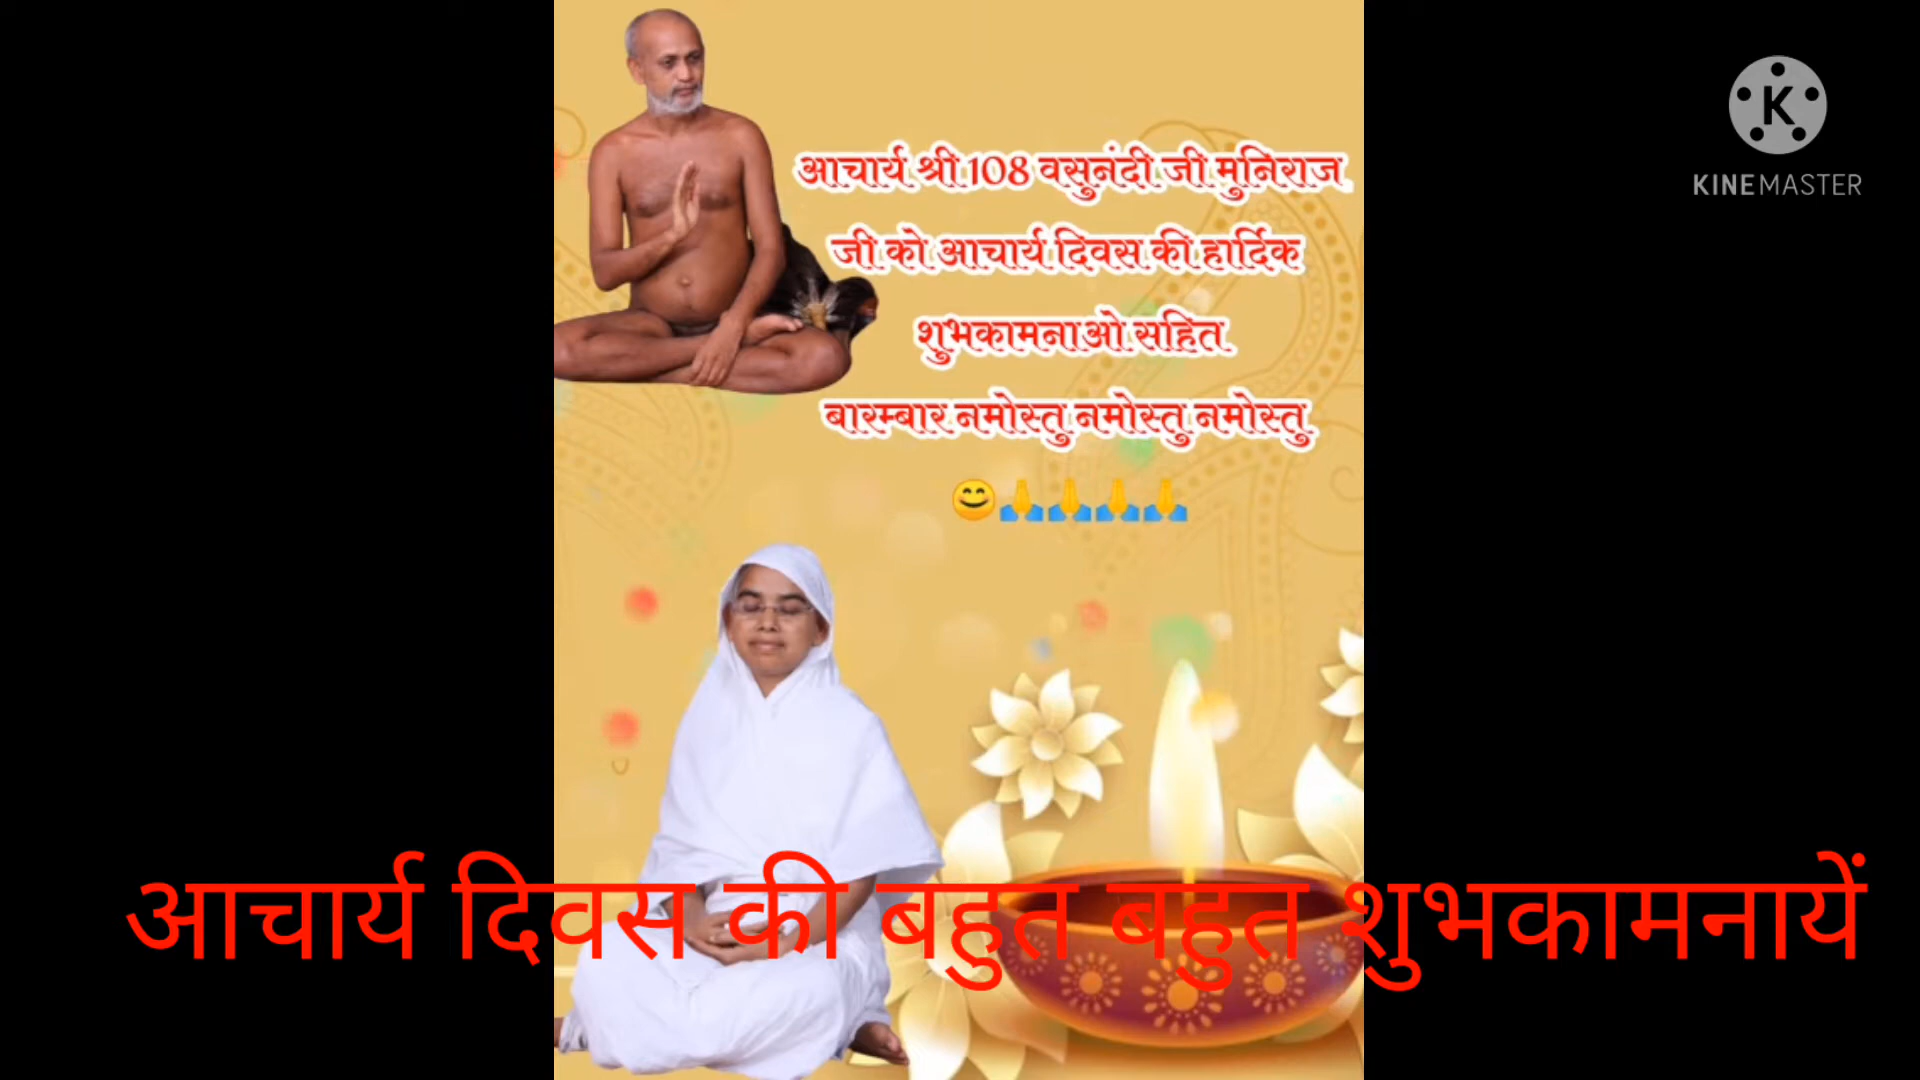 आचार्य श्री 108 वसुनंदी जी मुनिराज
जी को आचार्य दिवस की हार्दिक
शुभकामनाओ सहित
बारम्बार नमोस्तु नमोस्तु नमोस्तु
😊🙏🙏🙏🙏
आचार्य दिवस की बहुत बहुत शुभकामनायें
K
KINEMASTER